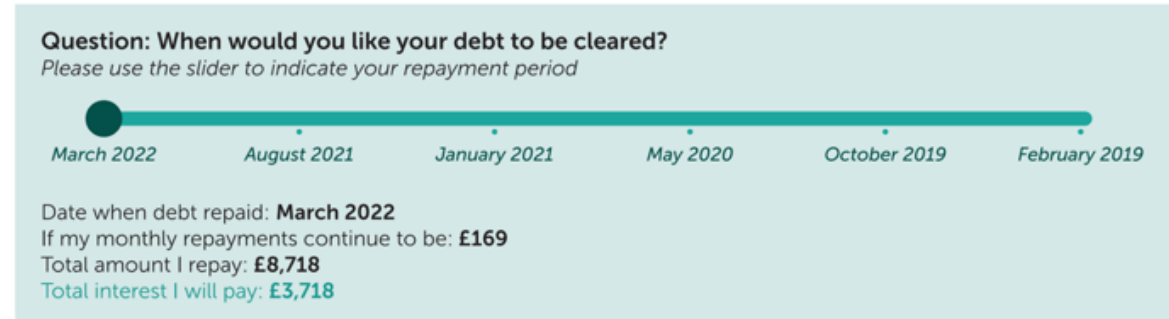 Question: When would you like your debt to be cleared?
Please use the slider to indicate your repayment period
March 2022 August 2021 January 2021 May 2020 October 2019 February 2019
Date when debt repaid: March 2022
If my monthly repayments continue to be: £169
Total amount I repay: £8,718
Total interest I will pay: £3,718